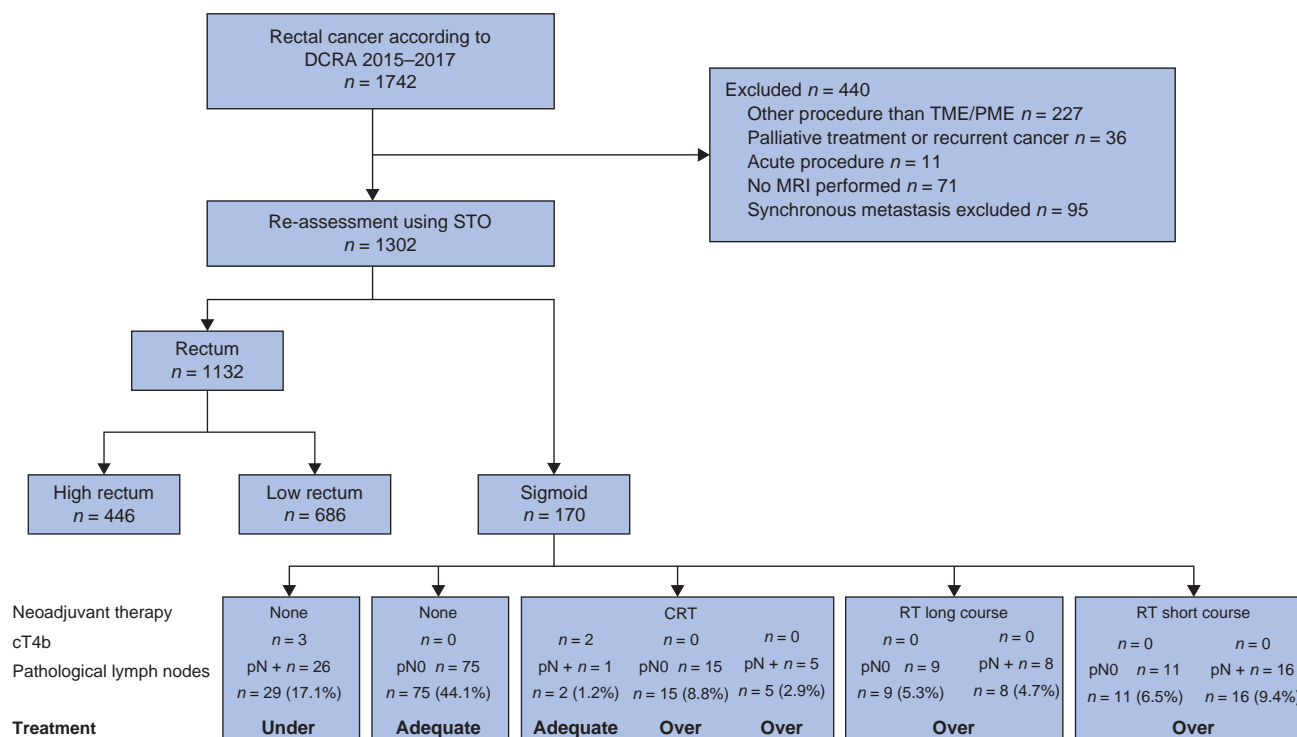 Rectal cancer according to
DCRA 2015–2017
n = 1742
Excluded n = 440
Other procedure than TME/PME n = 227
Palliative treatment or recurrent cancer n = 36
Acute procedure n = 11
No MRI performed n = 71
Synchronous metastasis excluded n = 95
Re-assessment using STO
n = 1302
Rectum
n = 1132
High rectum
n = 446
Low rectum
n = 686
Sigmoid
n = 170
Neoadjuvant therapy
cT4b
Pathological lymph nodes
Treatment
None
n = 3
pN + n = 26
n = 29 (17.1%)
Under
None
n = 0
pN0 n = 75
n = 75 (44.1%)
Adequate
CRT
n = 2 n = 0 n = 0
pN + n = 1 pN0 n = 15 pN + n = 5
n = 2 (1.2%) n = 15 (8.8%) n = 5 (2.9%)
Adequate Over Over
RT long course
n = 0 n = 0
pN0 n = 9 pN + n = 8
n = 9 (5.3%) n = 8 (4.7%)
Over
RT short course
n = 0 n = 0
pN0 n = 11 pN + n = 16
n = 11 (6.5%) n = 16 (9.4%)
Over